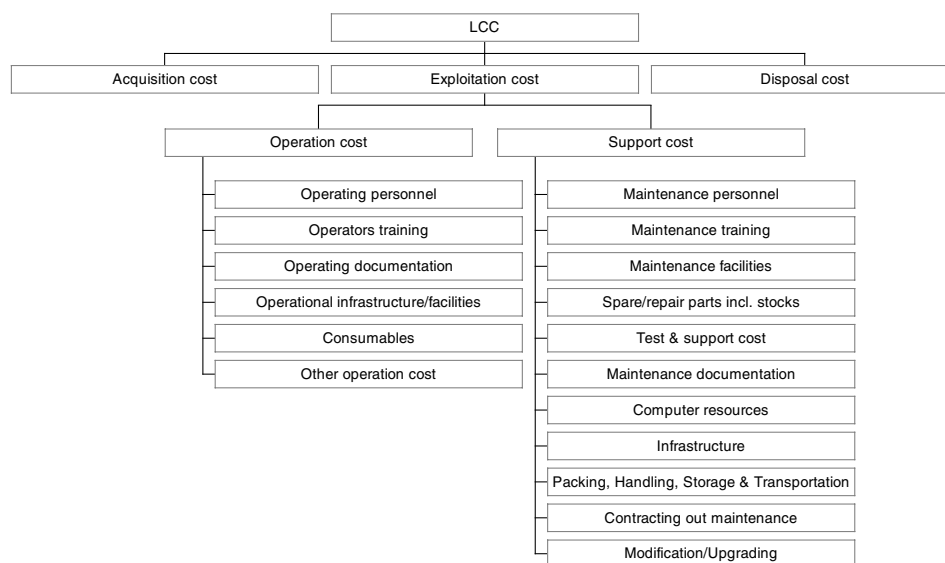 LCC
Acquisition cost
Exploitation cost
Disposal cost
Operation cost
Support cost
Operating personnel
Operators training
Operating documentation
Operational infrastructure/facilities
Consumables
Other operation cost
Maintenance personnel
Maintenance training
Maintenance facilities
Spare/repair parts incl. stocks
Test & support cost
Maintenance documentation
Computer resources
Infrastructure
Packing, Handling, Storage & Transportation
Contracting out maintenance
Modification/Upgrading